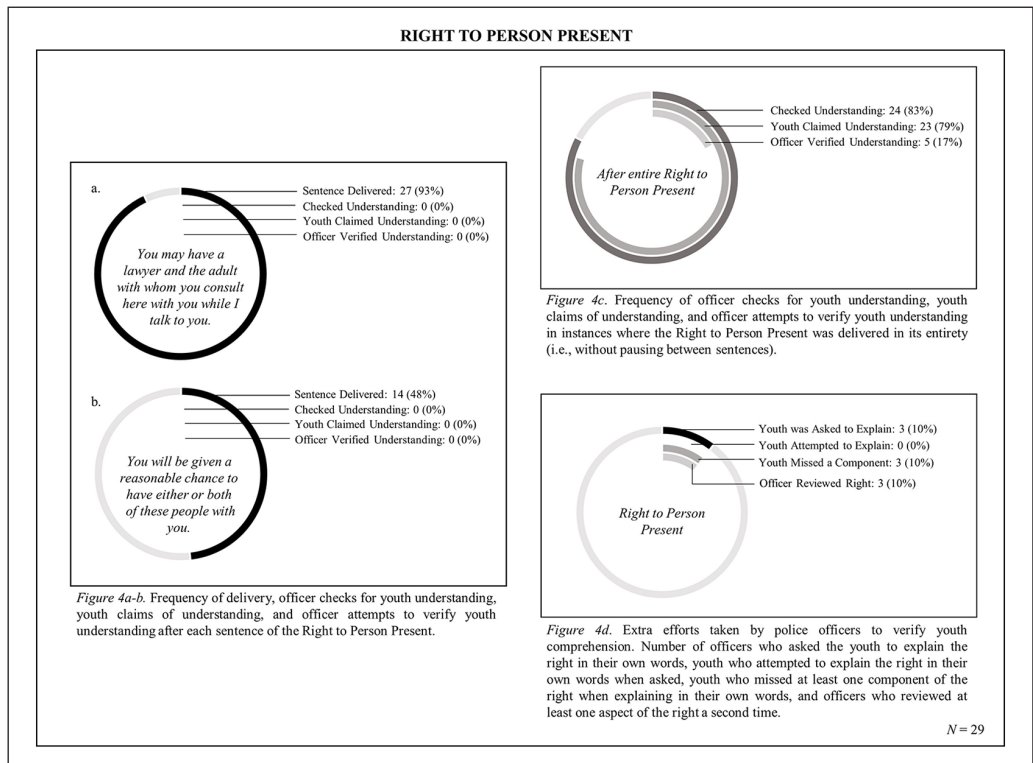 RIGHT TO PERSON PRESENT
a.
Sentence Delivered: 27 (93%)
Checked Understanding: 0 (0%)
Youth Claimed Understanding: 0 (0%)
Officer Verified Understanding: 0 (0%)
You may have a
lawyer and the adult
with whom you consult
here with you while I
talk to you.
b.
Sentence Delivered: 14 (48%)
Checked Understanding: 0 (0%)
Youth Claimed Understanding: 0 (0%)
Officer Verified Understanding: 0 (0%)
You will be given a
reasonable chance to
have either or both
of these people with
you.
Figure 4a-b. Frequency of delivery, officer checks for youth understanding,
youth claims of understanding, and officer attempts to verify youth
understanding after each sentence of the Right to Person Present.
Checked Understanding: 24 (83%)
Youth Claimed Understanding: 23 (79%)
Officer Verified Understanding: 5 (17%)
After entire Right to
Person Present
Figure 4c. Frequency of officer checks for youth understanding, youth
claims of understanding, and officer attempts to verify youth understanding
in instances where the Right to Person Present was delivered in its entirety
(i.e., without pausing between sentences).
Youth was Asked to Explain: 3 (10%)
Youth Attempted to Explain: 0 (0%)
Youth Missed a Component: 3 (10%)
Officer Reviewed Right: 3 (10%)
Right to Person
Present
Figure 4d. Extra efforts taken by police officers to verify youth
comprehension. Number of officers who asked the youth to explain the
right in their own words, youth who attempted to explain the right in their
own words when asked, youth who missed at least one component of the
right when explaining in their own words, and officers who reviewed at
least one aspect of the right a second time.
N = 29